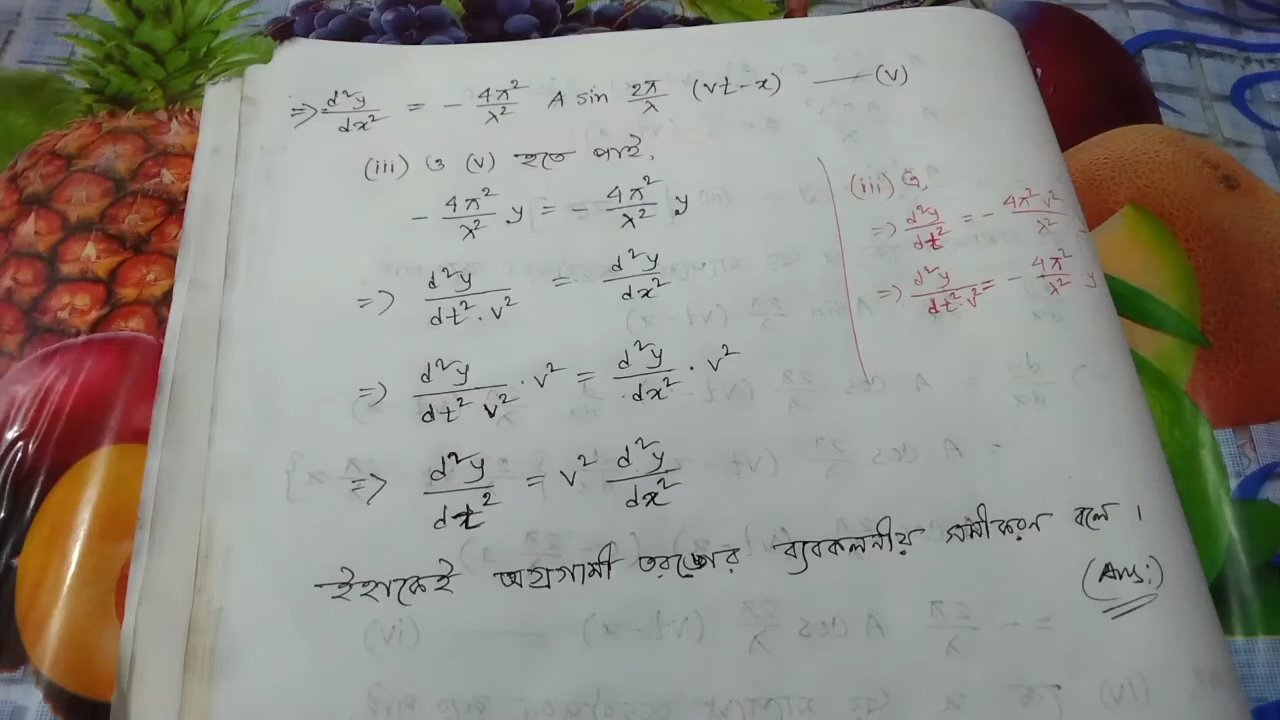 ⇒ d²y/dx² = - 4π²/λ² A sin 2π/λ (vt-x) —— (v)
(iii) ও (v) হতে পাই,
- 4π²/λ² y = - 4π²/λ² y
⇒ d²y/dt².v² = d²y/dx²
⇒ d²y/dt² v² . v² = d²y/dx² . v²
⇒ d²y/dt² = v² d²y/dx²
ইহাকেই অগ্রগামী তরঙ্গের ব্যবকলনীয় সমীকরণ বলে।
(Ans:)
(iii) এ,
⇒ d²y/dt² = - 4π² v²/λ² y
⇒ d²y/dt².v² = - 4π²/λ² y